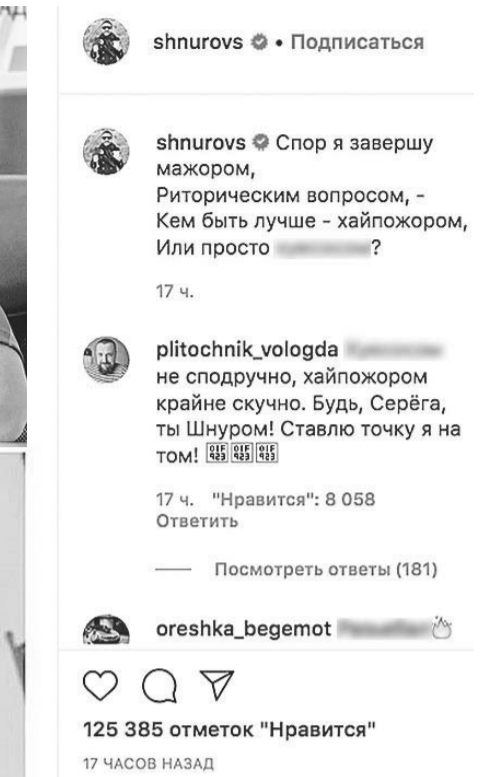 shnurovs • Подписаться
shnurovs Спор я завершу
мажором,
Риторическим вопросом, -
Кем быть лучше - хайпожором,
Или просто ?
17 ч.
plitochnik_vologda
не сподручно, хайпожором
крайне скучно. Будь, Серёга,
ты Шнуром! Ставлю точку я на
том!
17 ч. "Нравится": 8 058
Ответить
Посмотреть ответы (181)
oreshka_begemot
125 385 отметок "Нравится"
17 ЧАСОВ НАЗАД